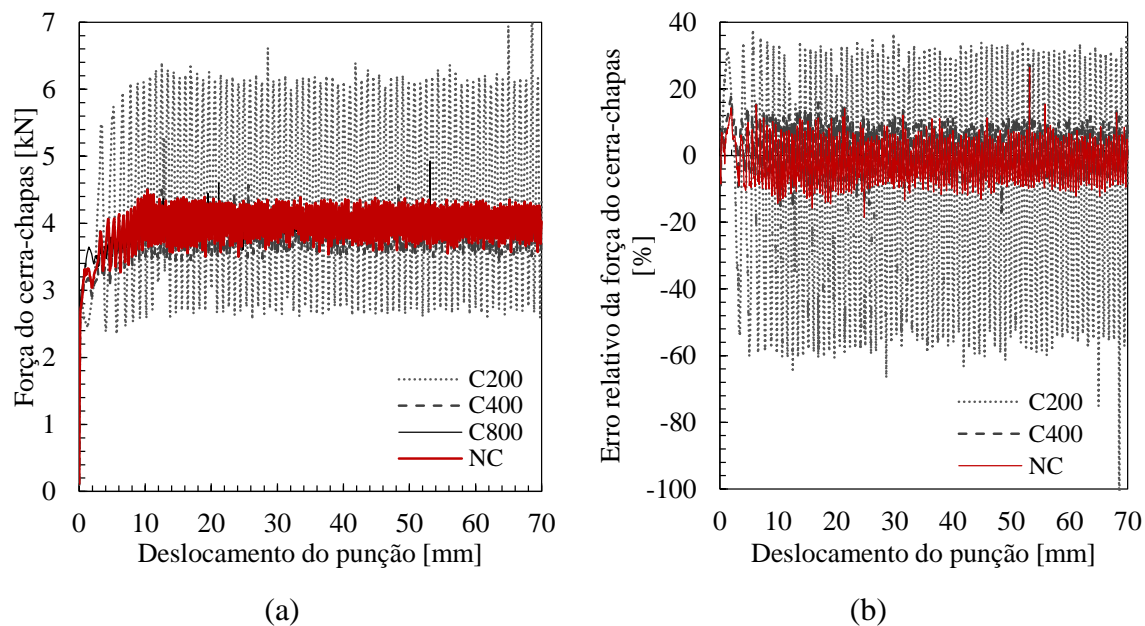 Força do cerra-chapas [kN]
7
6
5
4
3
2
1
0
0 10 20 30 40 50 60 70
Deslocamento do punção [mm]
C200
C400
C800
NC
(a)
Erro relativo da força do cerra-chapas
[%]
40
20
0
-20
-40
-60
-80
-100
0 10 20 30 40 50 60 70
Deslocamento do punção [mm]
C200
C400
NC
(b)